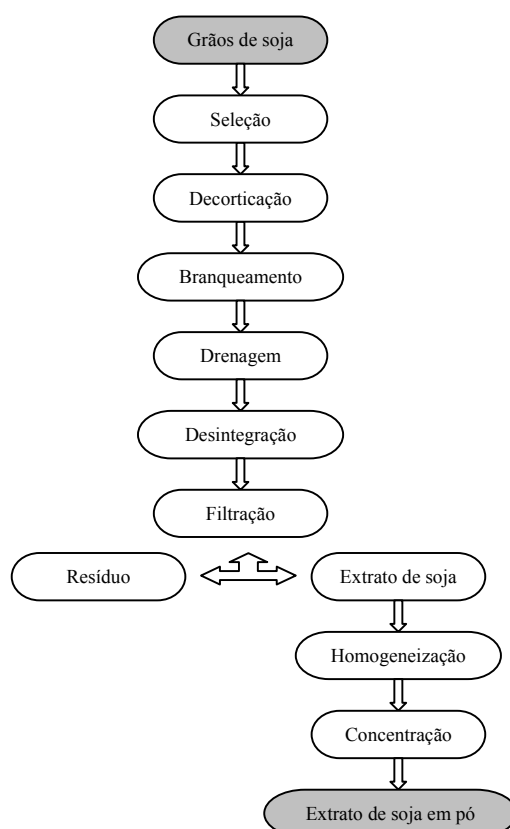 Grãos de soja
Seleção
Decorticação
Branqueamento
Drenagem
Desintegração
Filtração
Resíduo
Extrato de soja
Homogeneização
Concentração
Extrato de soja em pó